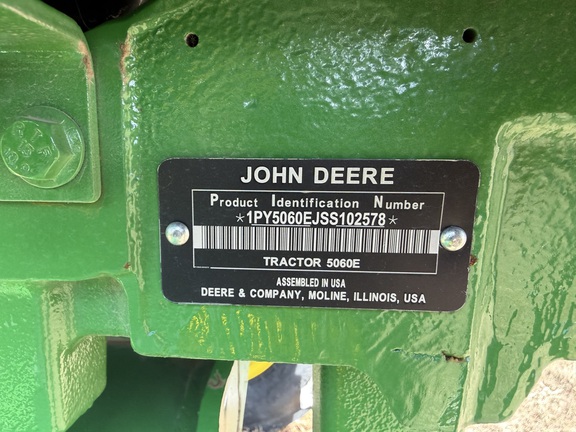 JOHN DEERE
Product Identification Number
*1PY5060EJSS102578*
TRACTOR 5060E
ASSEMBLED IN USA
DEERE & COMPANY, MOLINE, ILLINOIS, USA